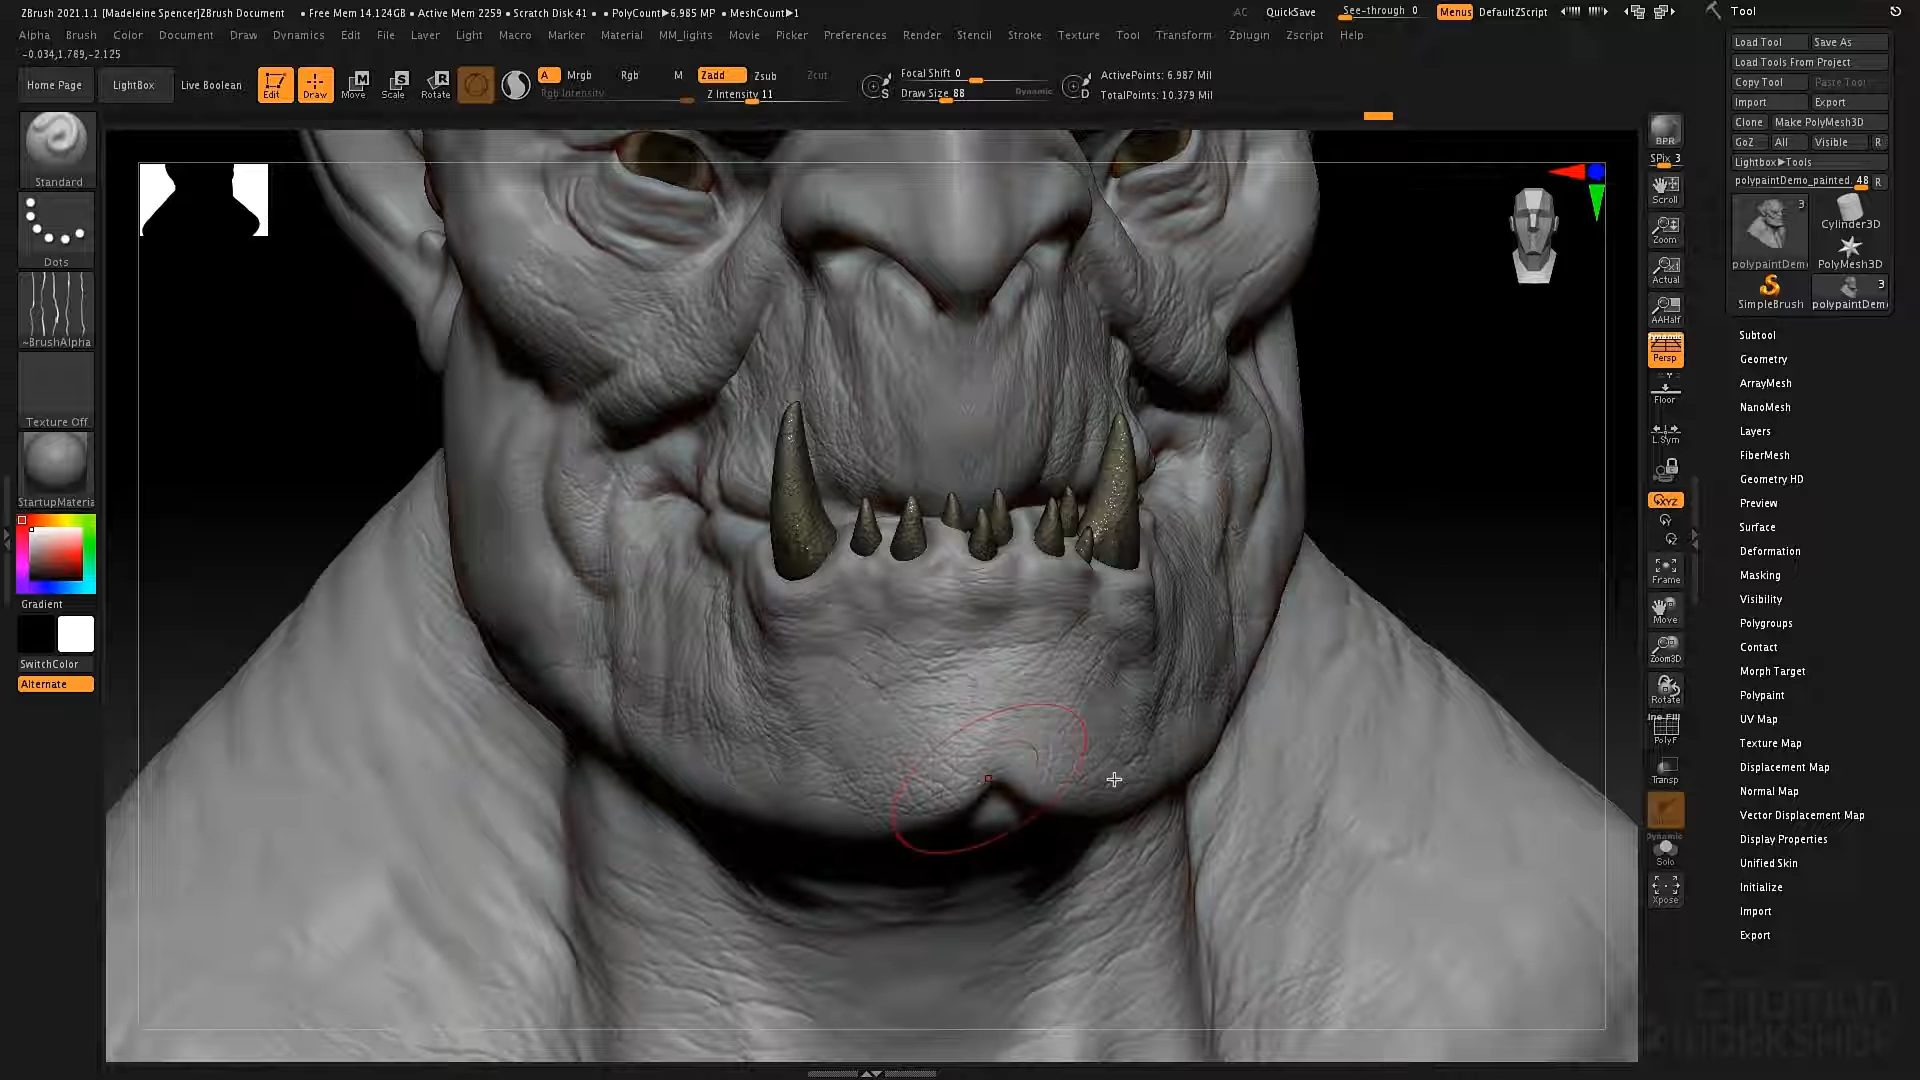 ZBrush 2021.1.1 [Madeleine Spencer]ZBrush Document • Free Mem 14.124GB • Active Mem 2259 • Scratch Disk 41 • • PolyCount▶6.985 MP • MeshCount▶1 AC QuickSave See-through 0 Menus DefaultZScript Tool
Alpha Brush Color Document Draw Dynamics Edit File Layer Light Macro Marker Material MM_lights Movie Picker Preferences Render Stencil Stroke Texture Tool Transform Zplugin Zscript Help
-0.034,1.789,-2.125
Home Page LightBox Live Boolean Edit Draw Move Scale Rotate
A Mrgb Rgb M Zadd Zsub Zcut
Rgb Intensity Z Intensity 11
Focal Shift 0
Draw Size 88 Dynamic
ActivePoints: 6.987 Mil
TotalPoints: 10.379 Mil
Standard
Dots
~BrushAlpha
Texture Off
StartupMateria
Gradient
SwitchColor
Alternate
BPR
SPix 3
Scroll
Zoom
Actual
AAHalf
Dynamic
Persp
Floor
L.Sym
XYZ
Frame
Move
Zoom3D
Rotate
Line Fill
PolyF
Transp
Dynamic
Solo
Xpose
Load Tool Save As
Load Tools From Project
Copy Tool Paste Tool
Import Export
Clone Make PolyMesh3D
GoZ All Visible R
Lightbox▶Tools
polypaintDemo_painted. 48 R
3
Cylinder3D
polypaintDem PolyMesh3D
3
SimpleBrush polypaintDem
Subtool
Geometry
ArrayMesh
NanoMesh
Layers
FiberMesh
Geometry HD
Preview
Surface
Deformation
Masking
Visibility
Polygroups
Contact
Morph Target
Polypaint
UV Map
Texture Map
Displacement Map
Normal Map
Vector Displacement Map
Display Properties
Unified Skin
Initialize
Import
Export
WORKSHOP